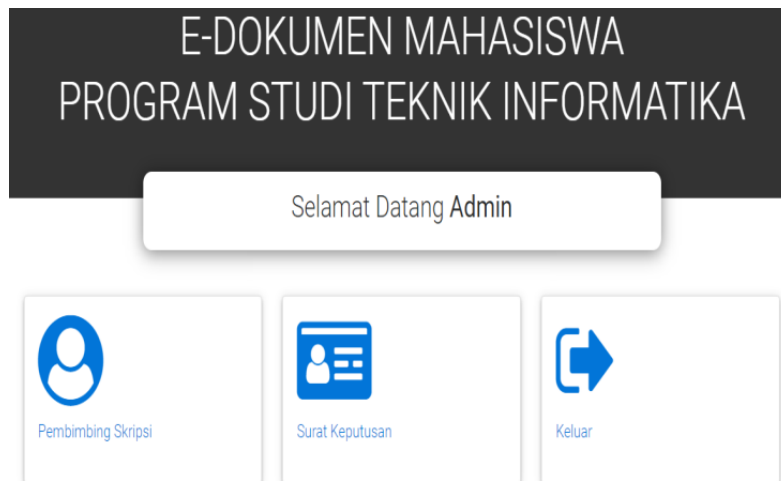 E-DOKUMEN MAHASISWA
PROGRAM STUDI TEKNIK INFORMATIKA
Selamat Datang Admin
Pembimbing Skripsi
Surat Keputusan
Keluar